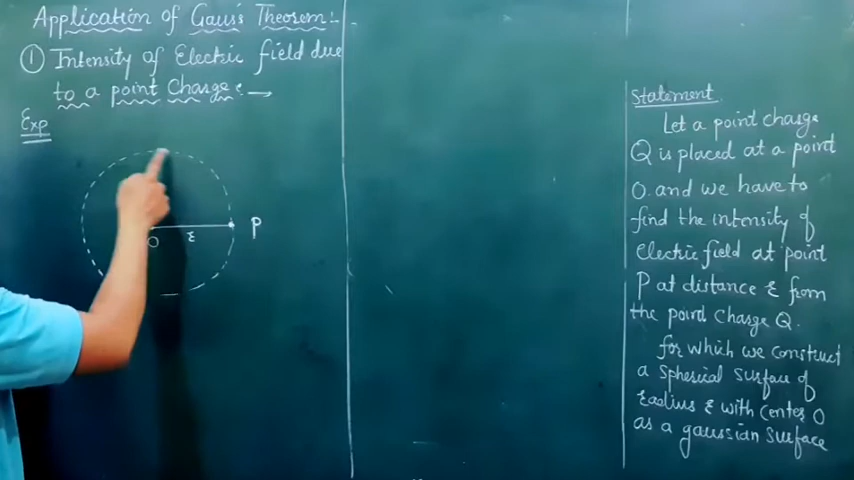 Application of Gauss Theorem:-
① Intensity of Electric field due
to a point Charge: →
Exp
P
O
r
Statement
Let a point charge
Q is placed at a point
O. and we have to
find the intensity of
Electric field at point
P at distance r from
the point Charge Q.
for which we construct
a Spherical Surface of
radius r with Center O
as a gaussian surface